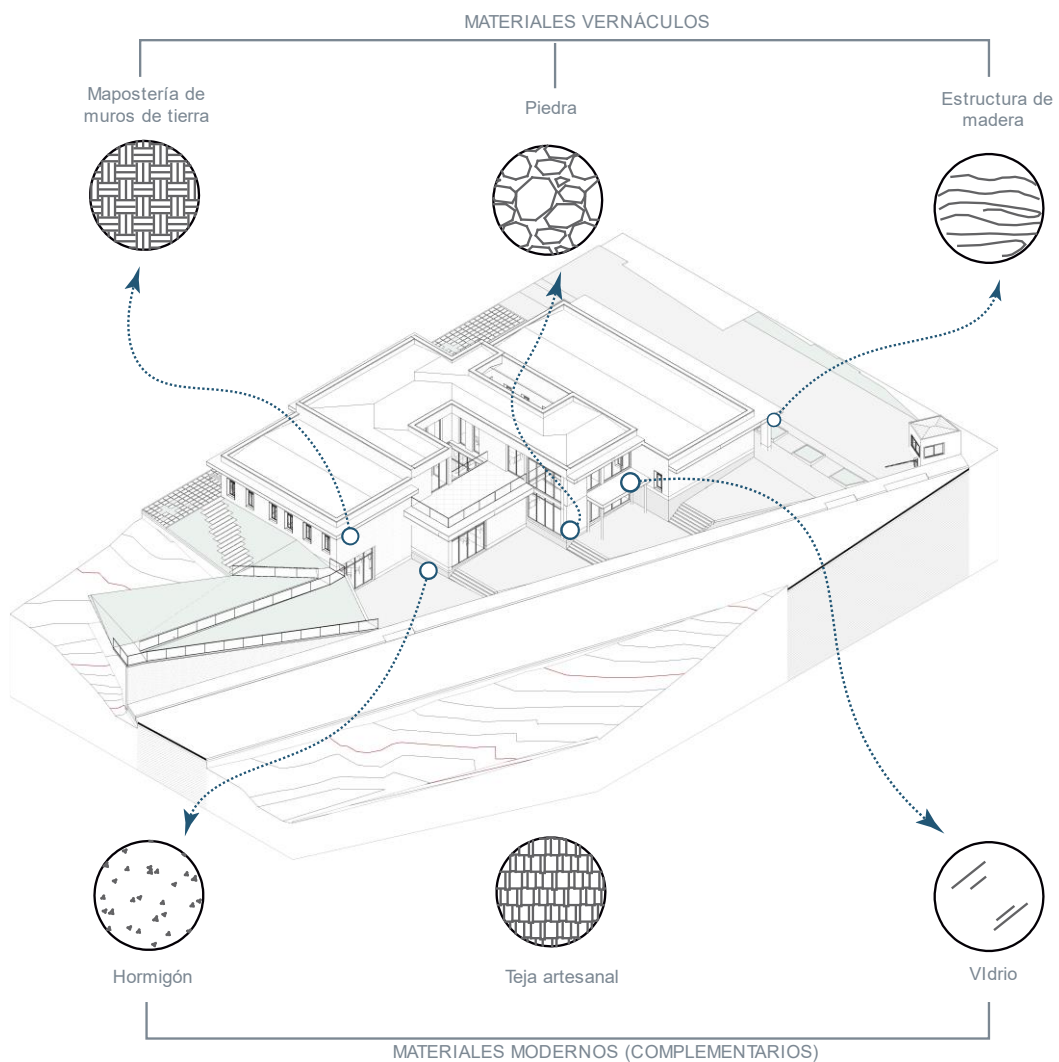 MATERIALES VERNÁCULOS
Mapostería de
muros de tierra
Piedra
Estructura de
madera
Hormigón
Teja artesanal
VIdrio
MATERIALES MODERNOS (COMPLEMENTARIOS)